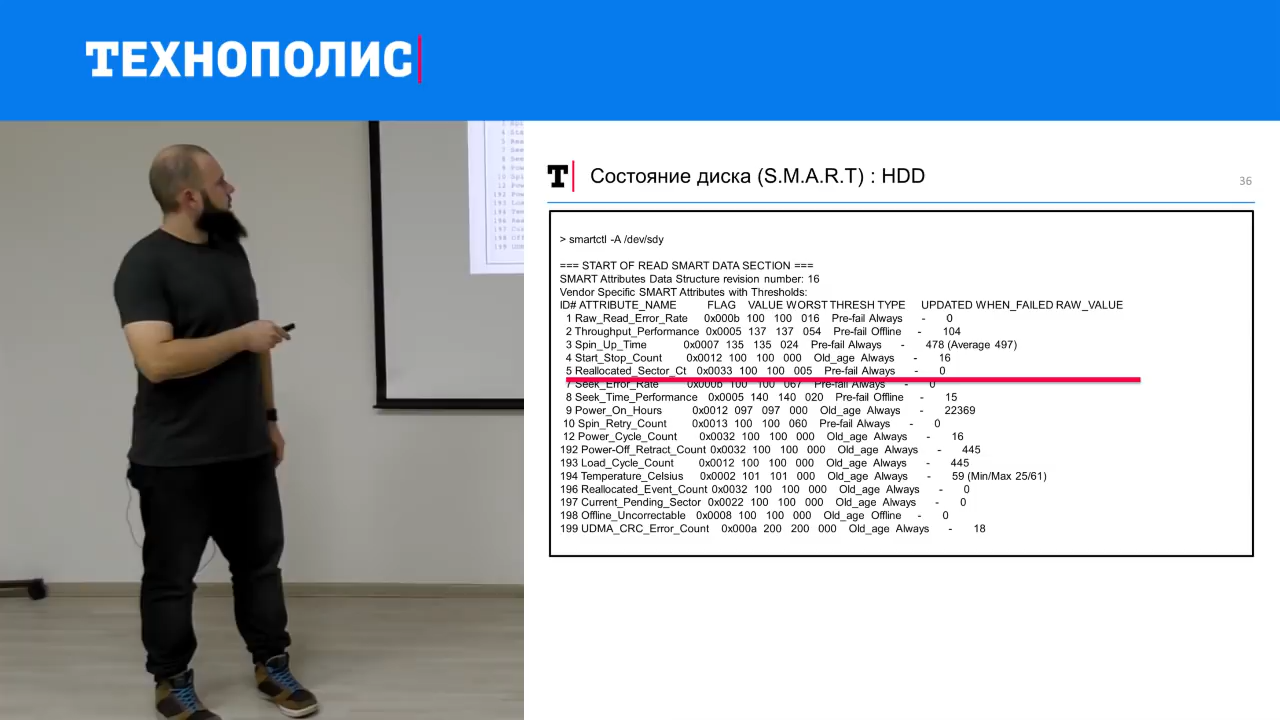 ТЕХНОПОЛИС
Т Состояние диска (S.M.A.R.T) : HDD
36
> smartctl -A /dev/sdy
=== START OF READ SMART DATA SECTION ===
SMART Attributes Data Structure revision number: 16
Vendor Specific SMART Attributes with Thresholds:
ID# ATTRIBUTE_NAME FLAG VALUE WORST THRESH TYPE UPDATED WHEN_FAILED RAW_VALUE
1 Raw_Read_Error_Rate 0x000b 100 100 016 Pre-fail Always - 0
2 Throughput_Performance 0x0005 137 137 054 Pre-fail Offline - 104
3 Spin_Up_Time 0x0007 135 135 024 Pre-fail Always - 478 (Average 497)
4 Start_Stop_Count 0x0012 100 100 000 Old_age Always - 16
5 Reallocated_Sector_Ct 0x0033 100 100 005 Pre-fail Always - 0
7 Seek_Error_Rate 0x000b 100 100 067 Pre-fail Always - 0
8 Seek_Time_Performance 0x0005 140 140 020 Pre-fail Offline - 15
9 Power_On_Hours 0x0012 097 097 000 Old_age Always - 22369
10 Spin_Retry_Count 0x0013 100 100 060 Pre-fail Always - 0
12 Power_Cycle_Count 0x0032 100 100 000 Old_age Always - 16
192 Power-Off_Retract_Count 0x0032 100 100 000 Old_age Always - 445
193 Load_Cycle_Count 0x0012 100 100 000 Old_age Always - 445
194 Temperature_Celsius 0x0002 101 101 000 Old_age Always - 59 (Min/Max 25/61)
196 Reallocated_Event_Count 0x0032 100 100 000 Old_age Always - 0
197 Current_Pending_Sector 0x0022 100 100 000 Old_age Always - 0
198 Offline_Uncorrectable 0x0008 100 100 000 Old_age Offline - 0
199 UDMA_CRC_Error_Count 0x000a 200 200 000 Old_age Always - 18